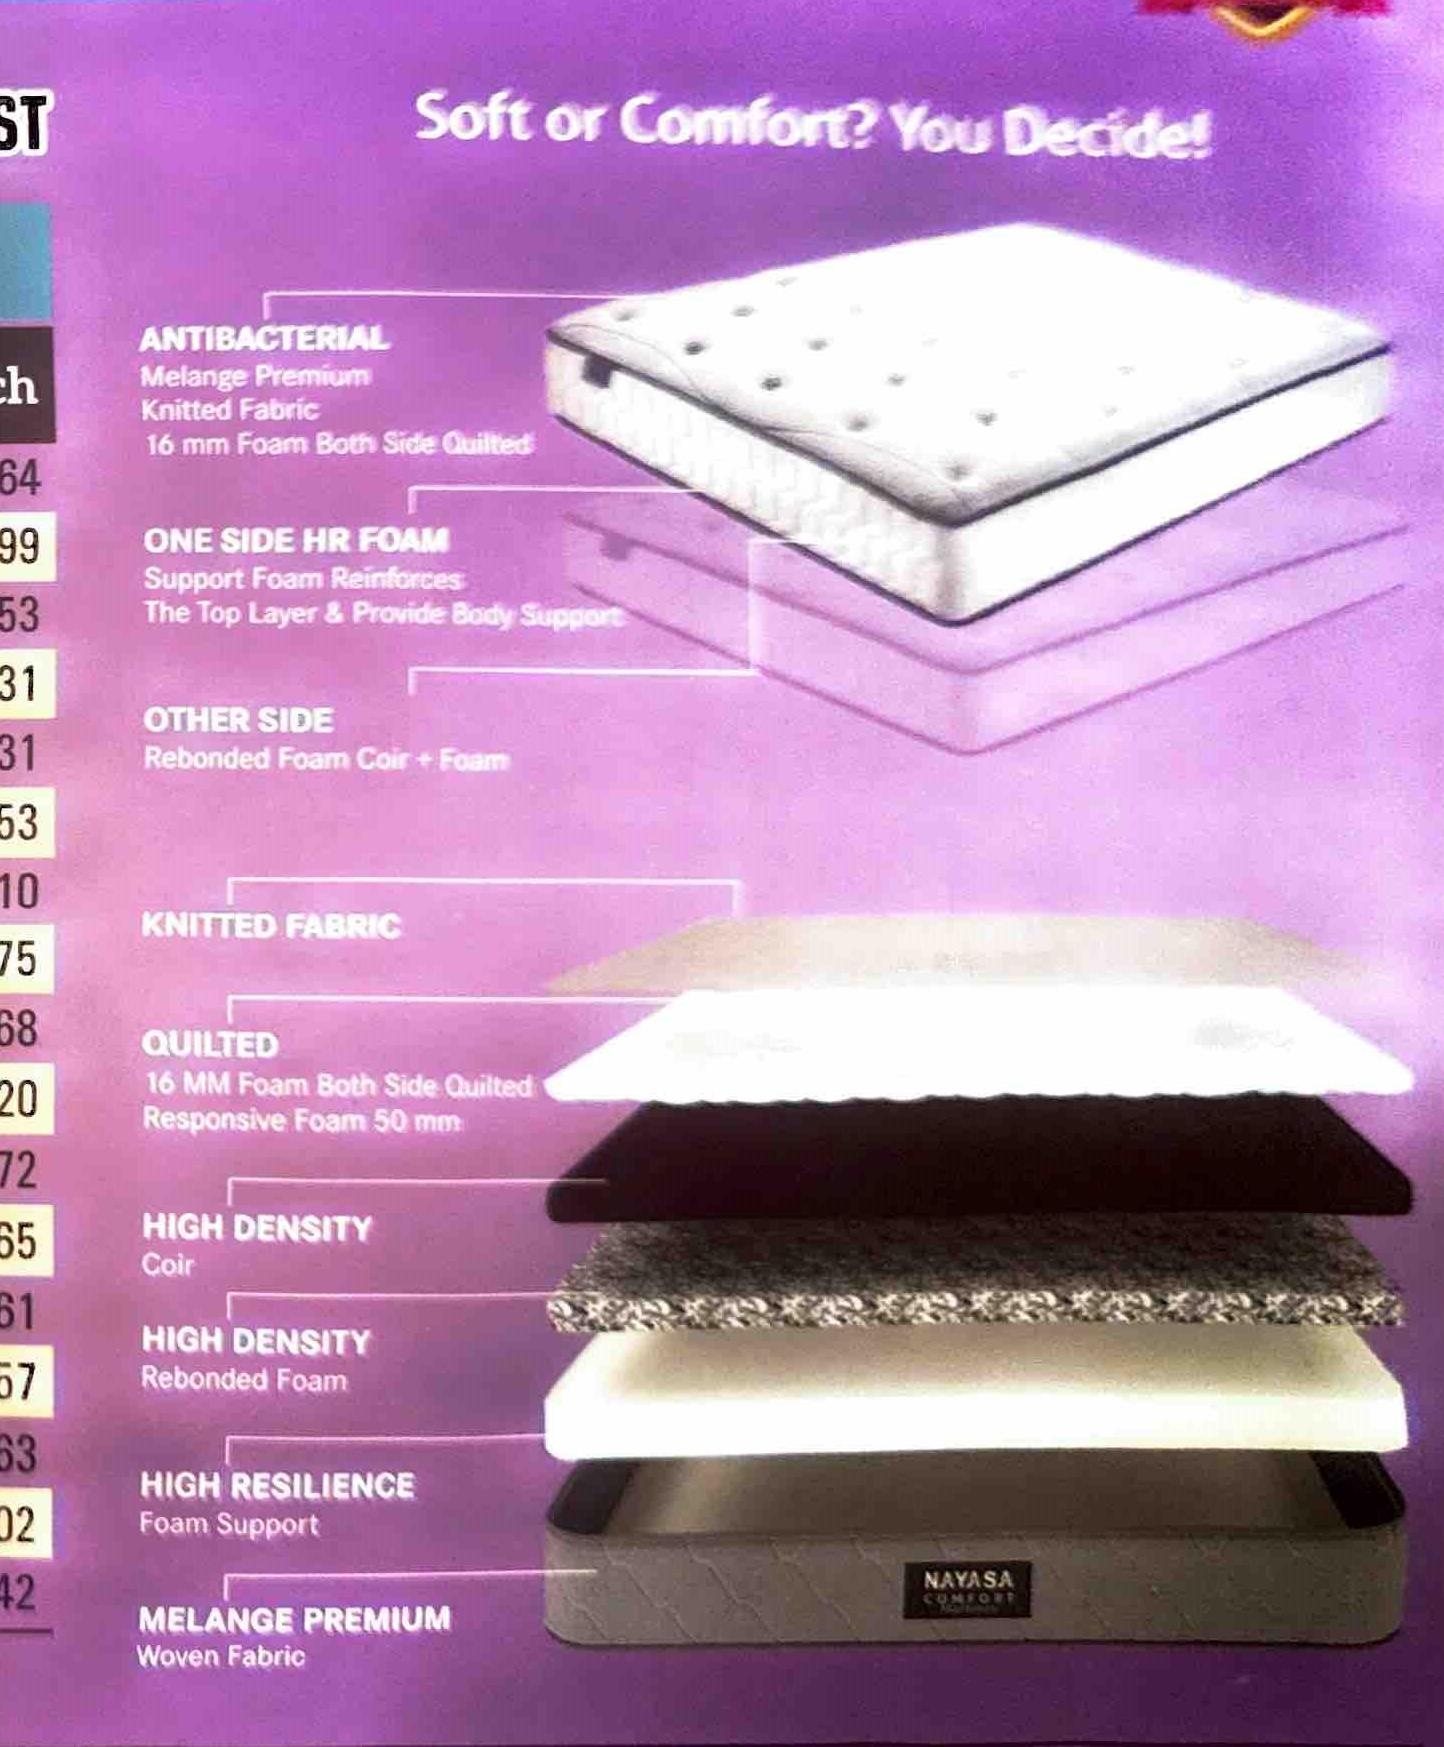 ST
ch
64
99
53
31
31
53
10
75
68
20
72
65
61
57
63
02
42
Soft or Comfort? You Decide!
ANTIBACTERIAL
Melange Premium
Knitted Fabric
16 mm Foam Both Side Quilted
ONE SIDE HR FOAM
Support Foam Reinforces
The Top Layer & Provide Body Support
OTHER SIDE
Rebonded Foam Coir + Foam
KNITTED FABRIC
QUILTED
16 MM Foam Both Side Quilted
Responsive Foam 50 mm
HIGH DENSITY
Coir
HIGH DENSITY
Rebonded Foam
HIGH RESILIENCE
Foam Support
MELANGE PREMIUM
Woven Fabric
NAYASA
COMFORT